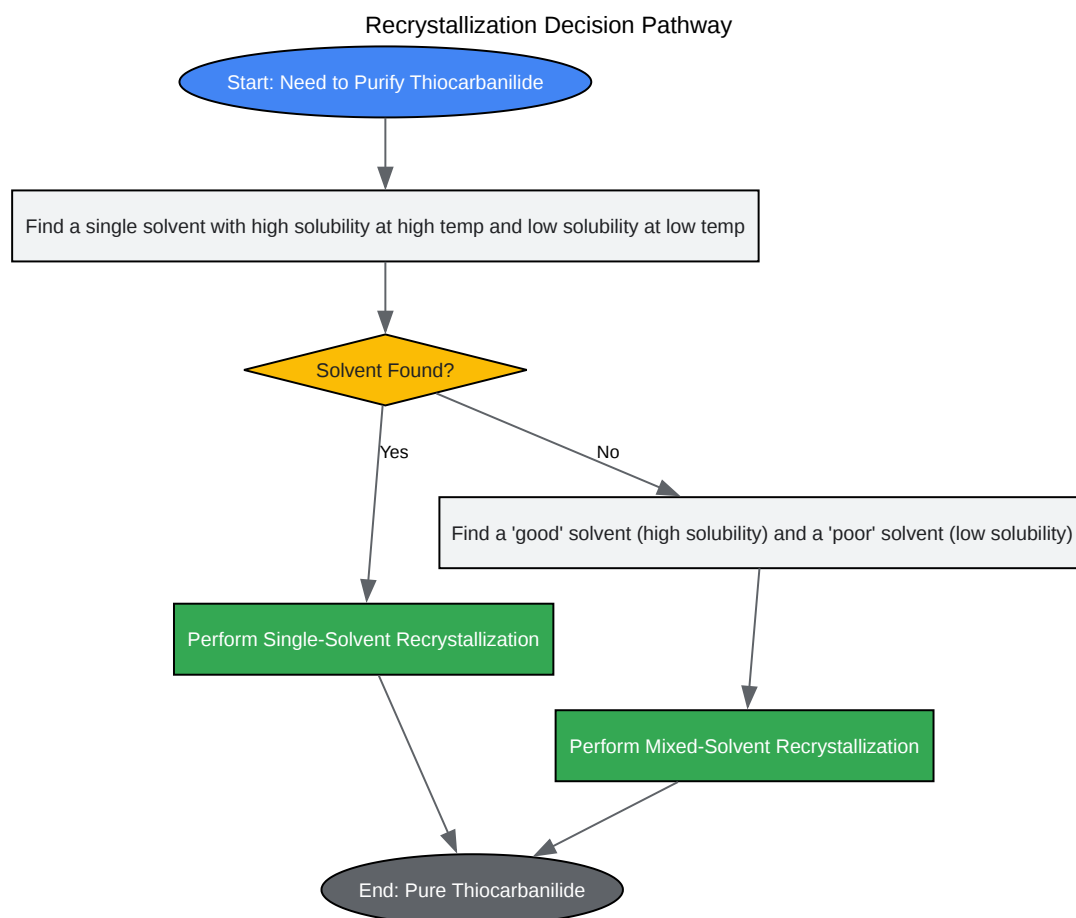 Recrystallization Decision Pathway
Start: Need to Purify Thiocarbanilide
Find a single solvent with high solubility at high temp and low solubility at low temp
Solvent Found?
Yes
No
Find a 'good' solvent (high solubility) and a 'poor' solvent (low solubility)
Perform Single-Solvent Recrystallization
Perform Mixed-Solvent Recrystallization
End: Pure Thiocarbanilide